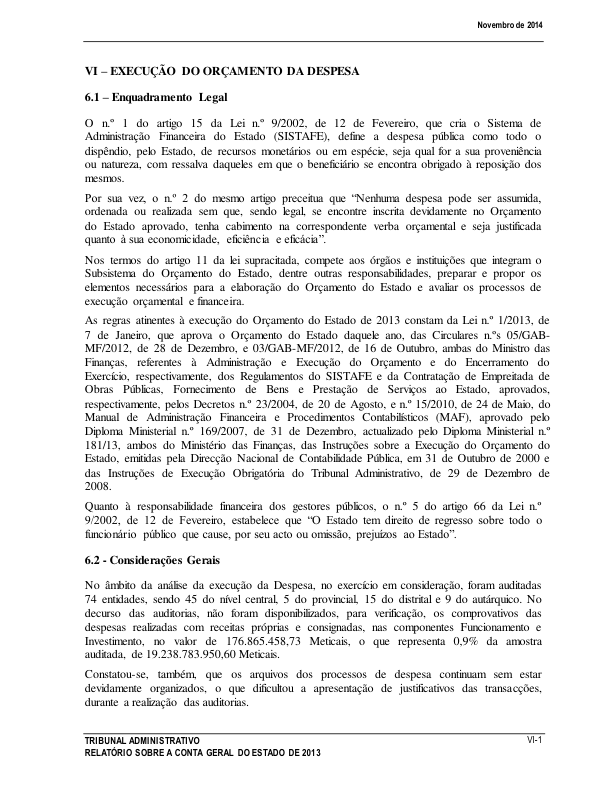 Novembro de 2014
VI – EXECUÇÃO DO ORÇAMENTO DA DESPESA
6.1 – Enquadramento Legal
O n.º 1 do artigo 15 da Lei n.º 9/2002, de 12 de Fevereiro, que cria o Sistema de
Administração Financeira do Estado (SISTAFE), define a despesa pública como todo o
dispêndio, pelo Estado, de recursos monetários ou em espécie, seja qual for a sua proveniência
ou natureza, com ressalva daqueles em que o beneficiário se encontra obrigado à reposição dos
mesmos.
Por sua vez, o n.º 2 do mesmo artigo preceitua que “Nenhuma despesa pode ser assumida,
ordenada ou realizada sem que, sendo legal, se encontre inscrita devidamente no Orçamento
do Estado aprovado, tenha cabimento na correspondente verba orçamental e seja justificada
quanto à sua economicidade, eficiência e eficácia”.
Nos termos do artigo 11 da lei supracitada, compete aos órgãos e instituições que integram o
Subsistema do Orçamento do Estado, dentre outras responsabilidades, preparar e propor os
elementos necessários para a elaboração do Orçamento do Estado e avaliar os processos de
execução orçamental e financeira.
As regras atinentes à execução do Orçamento do Estado de 2013 constam da Lei n.º 1/2013, de
7 de Janeiro, que aprova o Orçamento do Estado daquele ano, das Circulares n.ºs 05/GAB-
MF/2012, de 28 de Dezembro, e 03/GAB-MF/2012, de 16 de Outubro, ambas do Ministro das
Finanças, referentes à Administração e Execução do Orçamento e do Encerramento do
Exercício, respectivamente, dos Regulamentos do SISTAFE e da Contratação de Empreitada de
Obras Públicas, Fornecimento de Bens e Prestação de Serviços ao Estado, aprovados,
respectivamente, pelos Decretos n.º 23/2004, de 20 de Agosto, e n.º 15/2010, de 24 de Maio, do
Manual de Administração Financeira e Procedimentos Contabilísticos (MAF), aprovado pelo
Diploma Ministerial n.º 169/2007, de 31 de Dezembro, actualizado pelo Diploma Ministerial n.º
181/13, ambos do Ministério das Finanças, das Instruções sobre a Execução do Orçamento do
Estado, emitidas pela Direcção Nacional de Contabilidade Pública, em 31 de Outubro de 2000 e
das Instruções de Execução Obrigatória do Tribunal Administrativo, de 29 de Dezembro de
2008.
Quanto à responsabilidade financeira dos gestores públicos, o n.º 5 do artigo 66 da Lei n.º
9/2002, de 12 de Fevereiro, estabelece que “O Estado tem direito de regresso sobre todo o
funcionário público que cause, por seu acto ou omissão, prejuízos ao Estado”.
6.2 - Considerações Gerais
No âmbito da análise da execução da Despesa, no exercício em consideração, foram auditadas
74 entidades, sendo 45 do nível central, 5 do provincial, 15 do distrital e 9 do autárquico. No
decurso das auditorias, não foram disponibilizados, para verificação, os comprovativos das
despesas realizadas com receitas próprias e consignadas, nas componentes Funcionamento e
Investimento, no valor de 176.865.458,73 Meticais, o que representa 0,9% da amostra
auditada, de 19.238.783.950,60 Meticais.
Constatou-se, também, que os arquivos dos processos de despesa continuam sem estar
devidamente organizados, o que dificultou a apresentação de justificativos das transacções,
durante a realização das auditorias.
TRIBUNAL ADMINISTRATIVO
VI-1
RELATÓRIO SOBRE A CONTA GERAL DO ESTADO DE 2013